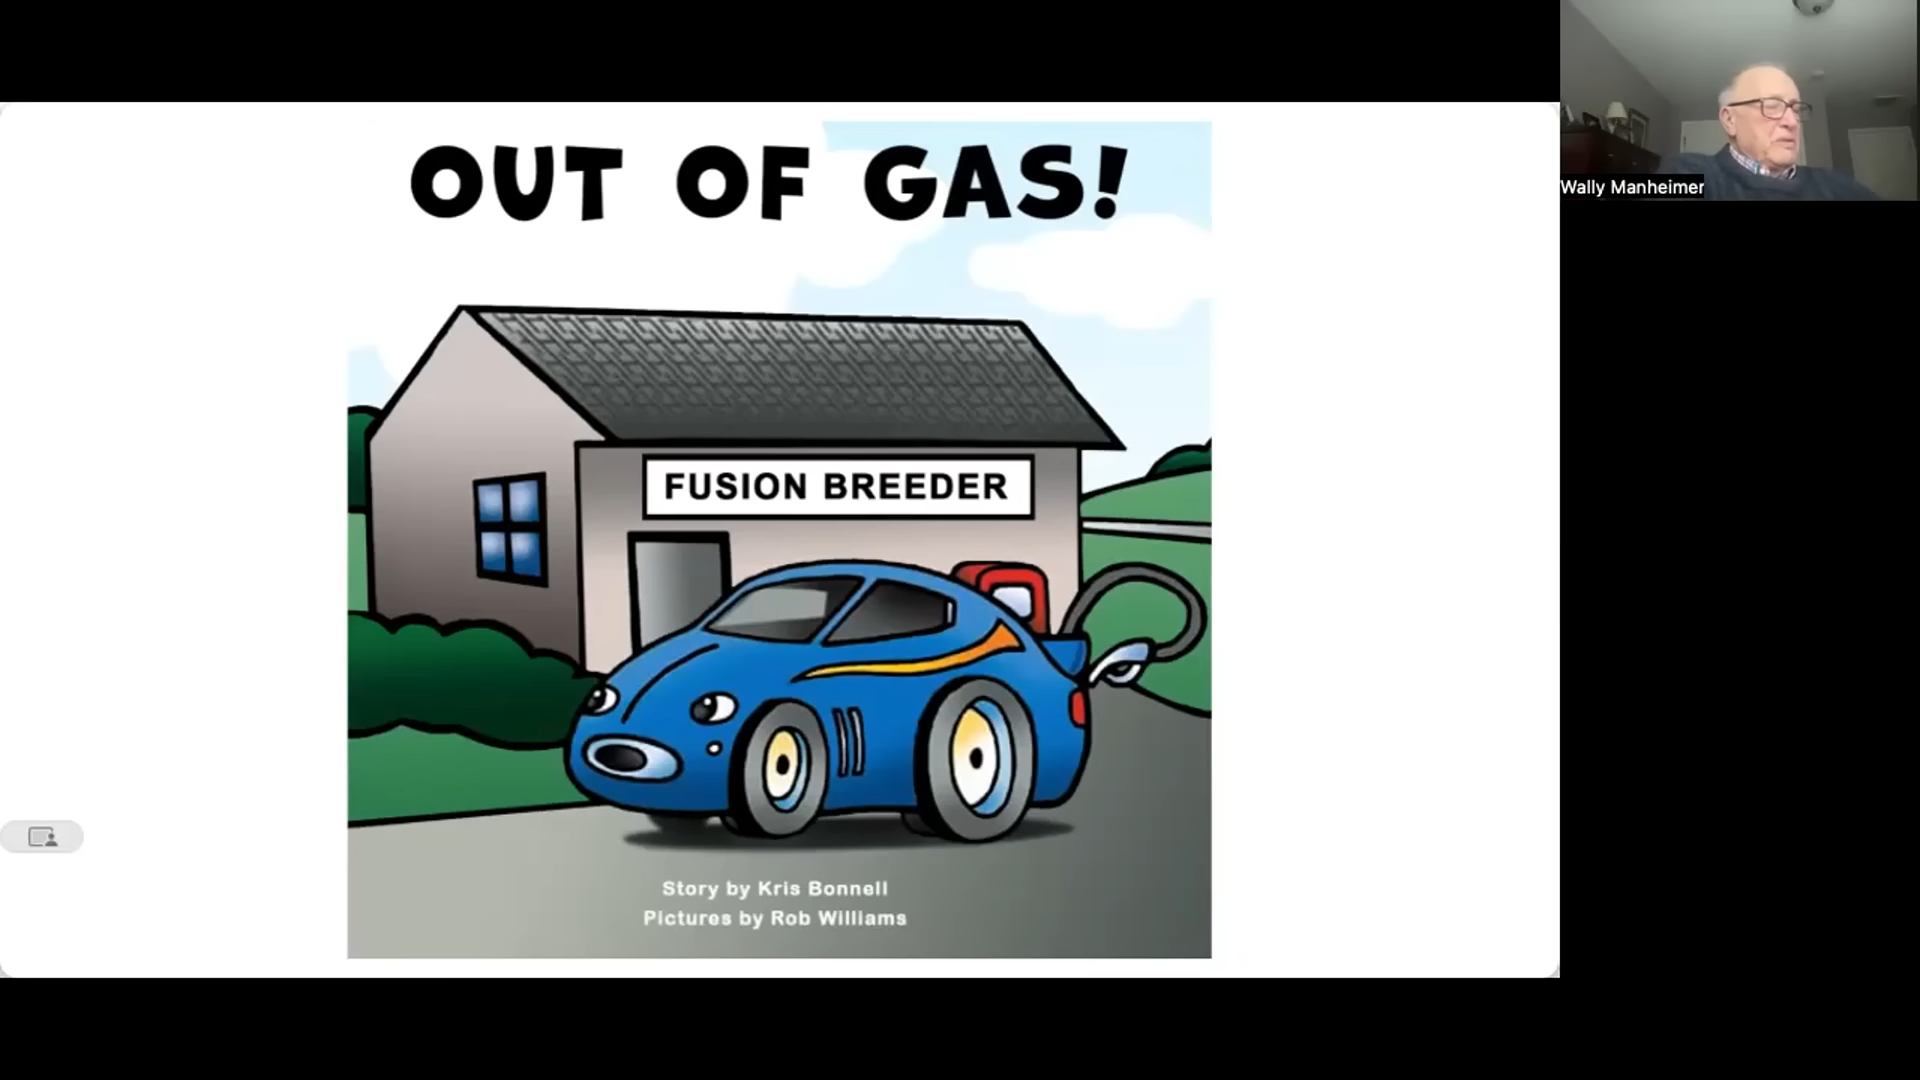 OUT OF GAS!
FUSION BREEDER
Story by Kris Bonnell
Pictures by Rob Williams
Wally Manheimer